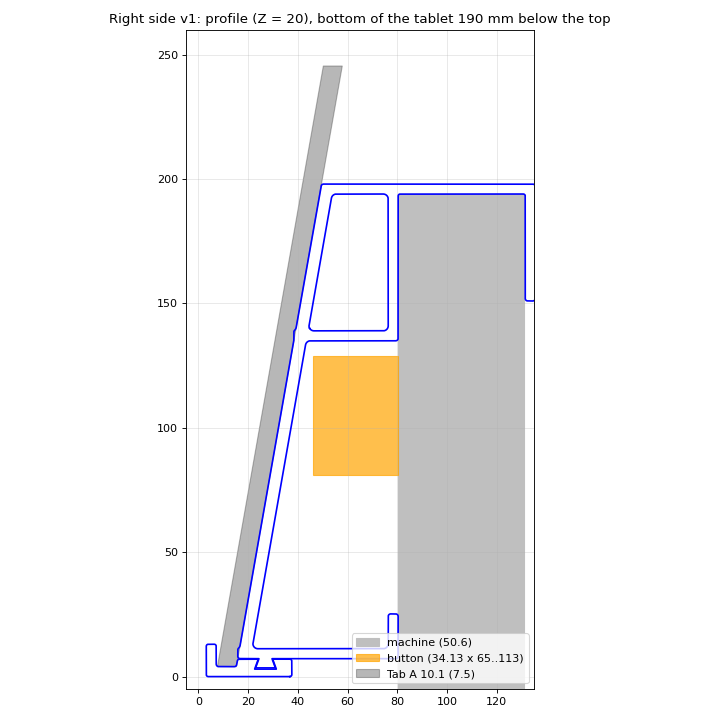 Right side v1: profile (Z = 20), bottom of the tablet 190 mm below the top
250
200
150
100
50
0
machine (50.6)
button (34.13 x 65..113)
Tab A 10.1 (7.5)
0 20 40 60 80 100 120